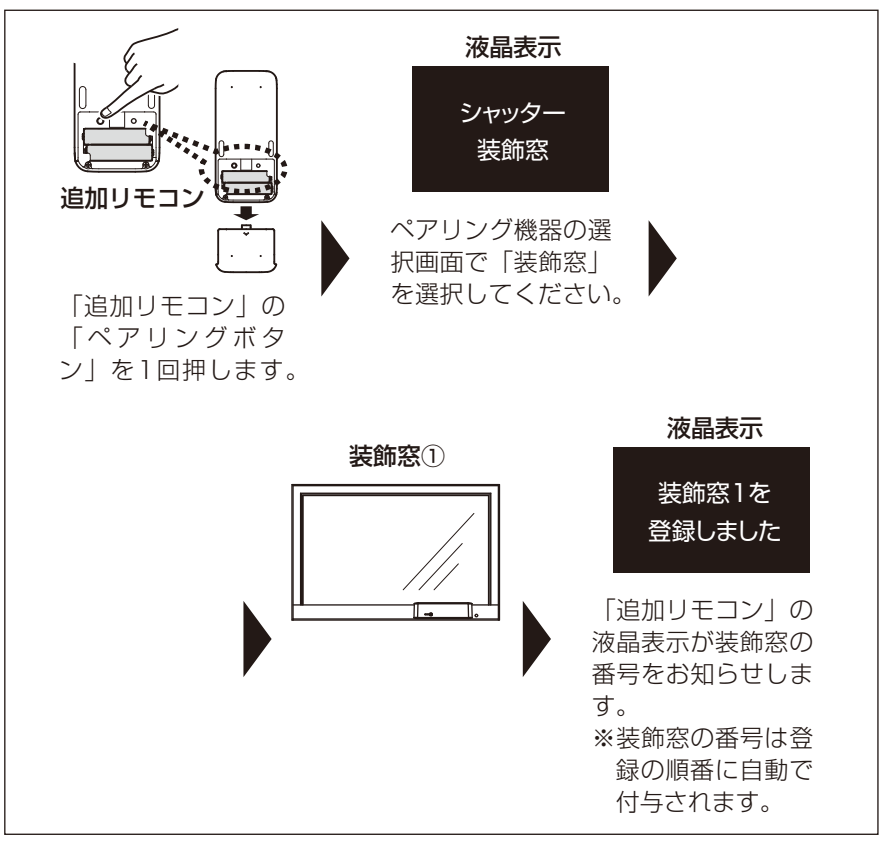 追加リモコン
「追加リモコン」の
「ペアリングボタ
ン」を1回押します。
液晶表示
シャッター
装飾窓
ペアリング機器の選
択画面で「装飾窓」
を選択してください。
装飾窓①
液晶表示
装飾窓1を
登録しました
「追加リモコン」の
液晶表示が装飾窓の
番号をお知らせしま
す。
※装飾窓の番号は登
録の順番に自動で
付与されます。